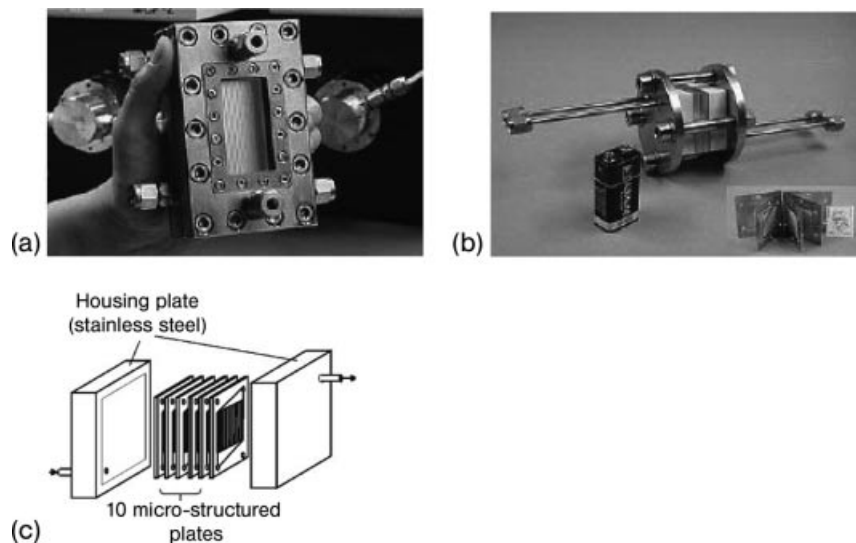 (a)
(b)
Housing plate
(stainless steel)
10 micro-structured
plates
(c)